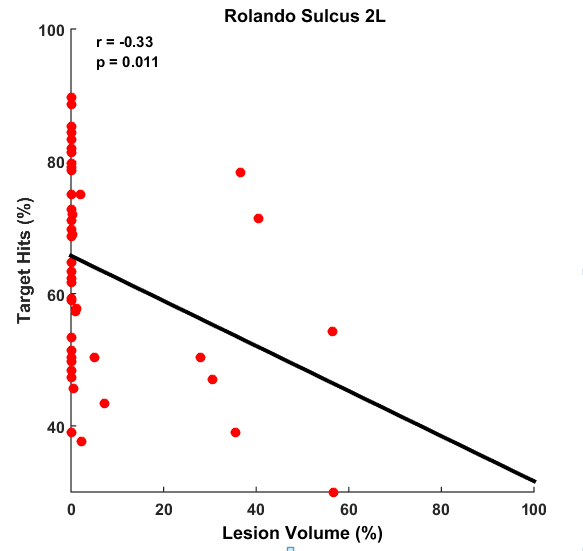 Rolando Sulcus 2L
r = -0.33
p = 0.011
100
80
60
40
Target Hits (%)
0 20 40 60 80 100
Lesion Volume (%)